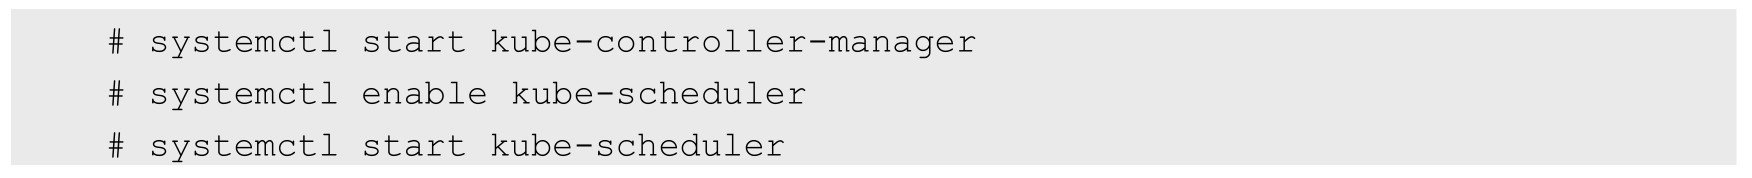 # systemctl start kube-controller-manager
# systemctl enable kube-scheduler
# systemctl start kube-scheduler